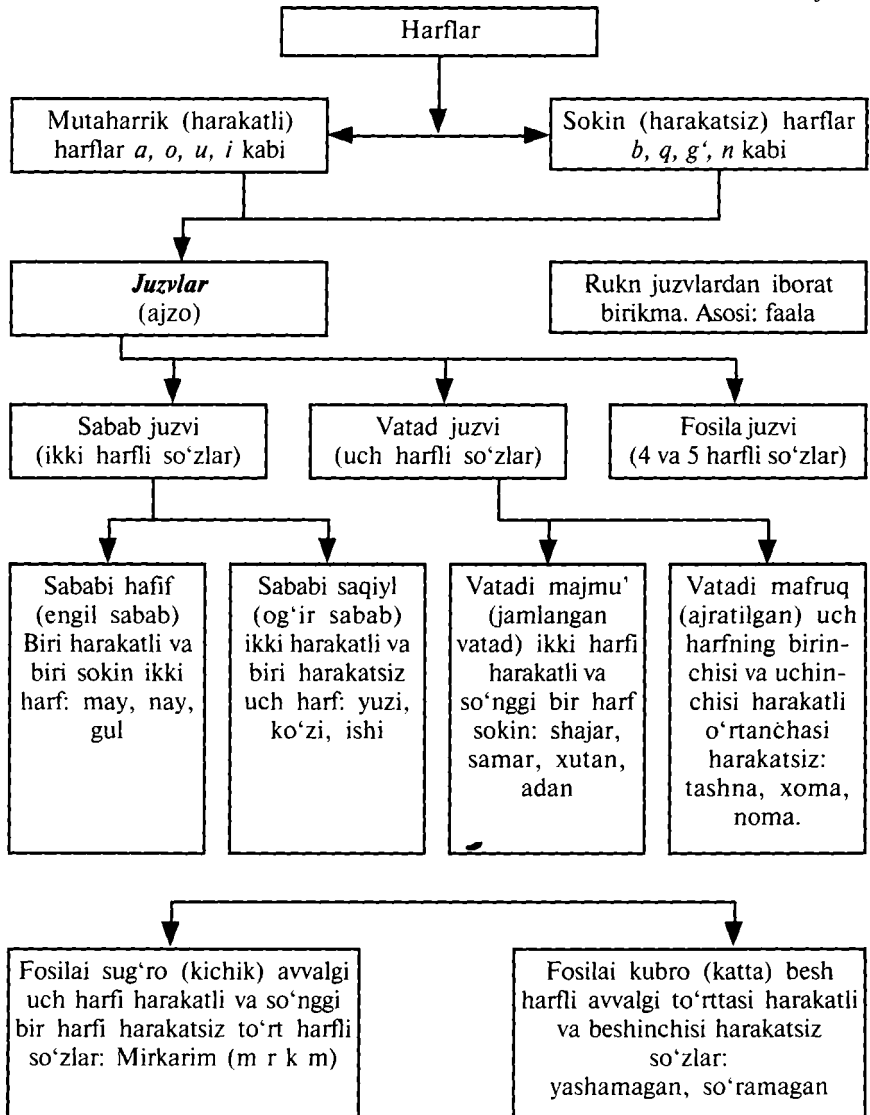 Harflar
Mutaharrik (harakatli)
harflar a, o, u, i kabi
Sokin (harakatsiz) harflar
b, q, g‘, n kabi
Juzvlar
(ajzo)
Rukn juzvlardan iborat
birikma. Asosi: faala
Sabab juzvi
(ikki harfli so‘zlar)
Vatad juzvi
(uch harfli so‘zlar)
Fosila juzvi
(4 va 5 harfli so‘zlar)
Sababi hafif
(engil sabab)
Biri harakatli va
biri sokin ikki
harf: may, nay,
gul
Sababi saqiyl
(og‘ir sabab)
ikki harakatli va
biri harakatsiz
uch harf: yuzi,
ko‘zi, ishi
Vatadi majmu’
(jamlangan
vatad) ikki harfi
harakatli va
so‘nggi bir harf
sokin: shajar,
samar, xutan,
adan
Vatadi mafruq
(ajratilgan) uch
harfning birin-
chisi va uchin-
chisi harakatli
o‘rtanchasi
harakatsiz:
tashna, xoma,
noma.
Fosilai sug‘ro (kichik) avvalgi
uch harfi harakatli va so‘nggi
bir harfi harakatsiz to‘rt harfli
so‘zlar: Mirkarim (m r k m)
Fosilai kubro (katta) besh
harfli avvalgi to‘rttasi harakatli
va beshinchisi harakatsiz
so‘zlar:
yashamagan, so‘ramagan